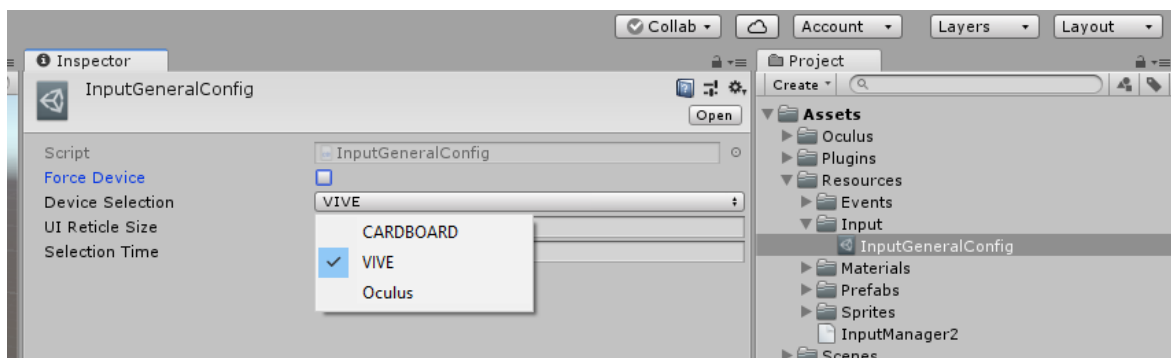 Collab Account Layers Layout
Inspector
InputGeneralConfig
Open
Script InputGeneralConfig
Force Device
Device Selection VIVE
UI Reticle Size
Selection Time
CARDBOARD
VIVE
Oculus
Project
Create
Assets
Oculus
Plugins
Resources
Events
Input
InputGeneralConfig
Materials
Prefabs
Sprites
InputManager2
Scenes